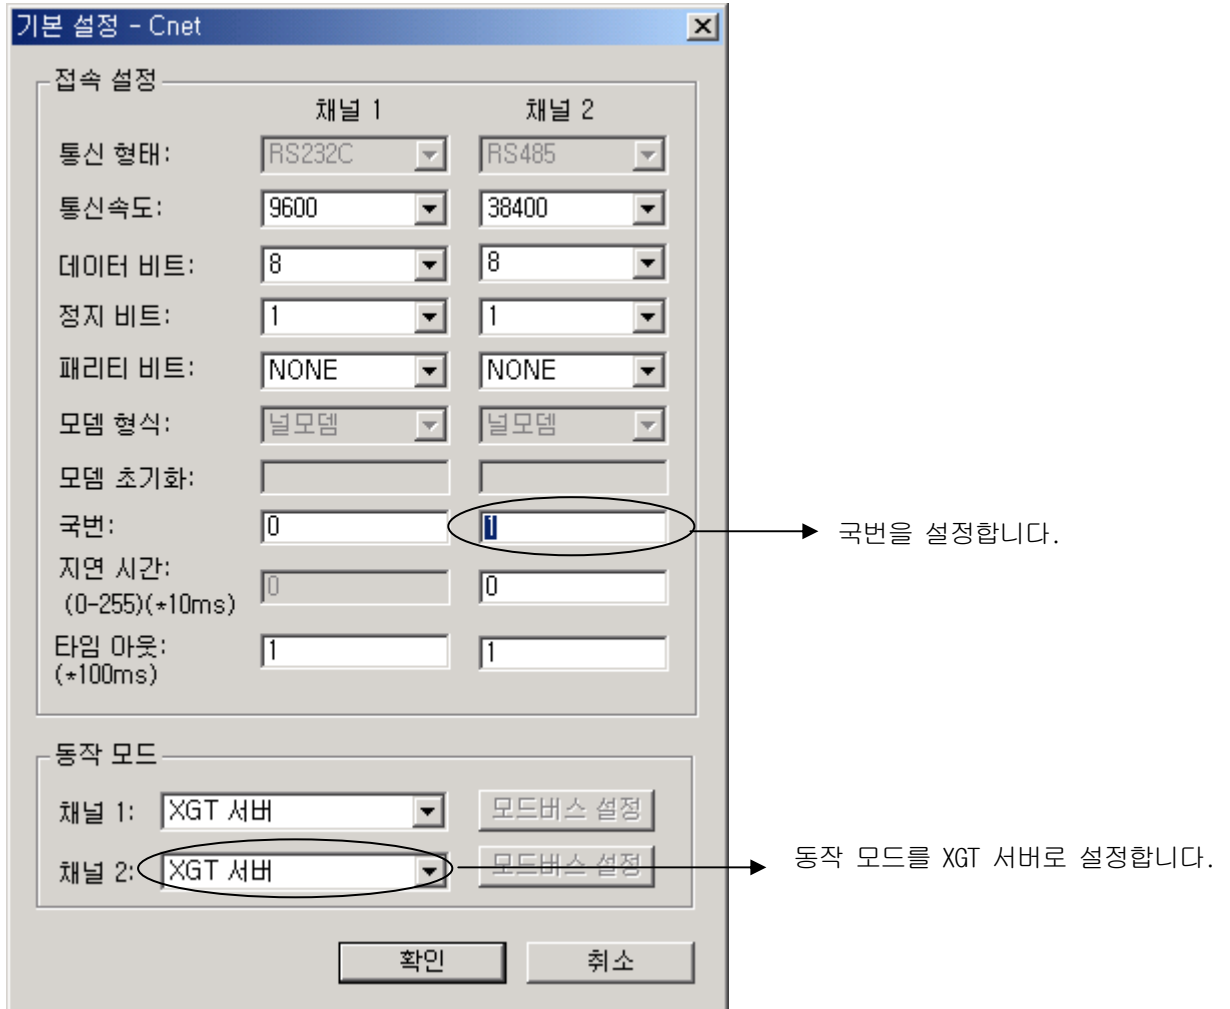 기본 설정 - Cnet
접속 설정
채널 1 채널 2
통신 형태: RS232C RS485
통신속도: 9600 38400
데이터 비트: 8 8
정지 비트: 1 1
패리티 비트: NONE NONE
모뎀 형식: 널모뎀 널모뎀
모뎀 초기화:
국번: 0 1 국번을 설정합니다.
지연 시간: 0 0
(0-255)(*10ms)
타임 아웃: 1 1
(*100ms)
동작 모드
채널 1: XGT 서버 모드버스 설정
채널 2: XGT 서버 모드버스 설정 동작 모드를 XGT 서버로 설정합니다.
확인 취소